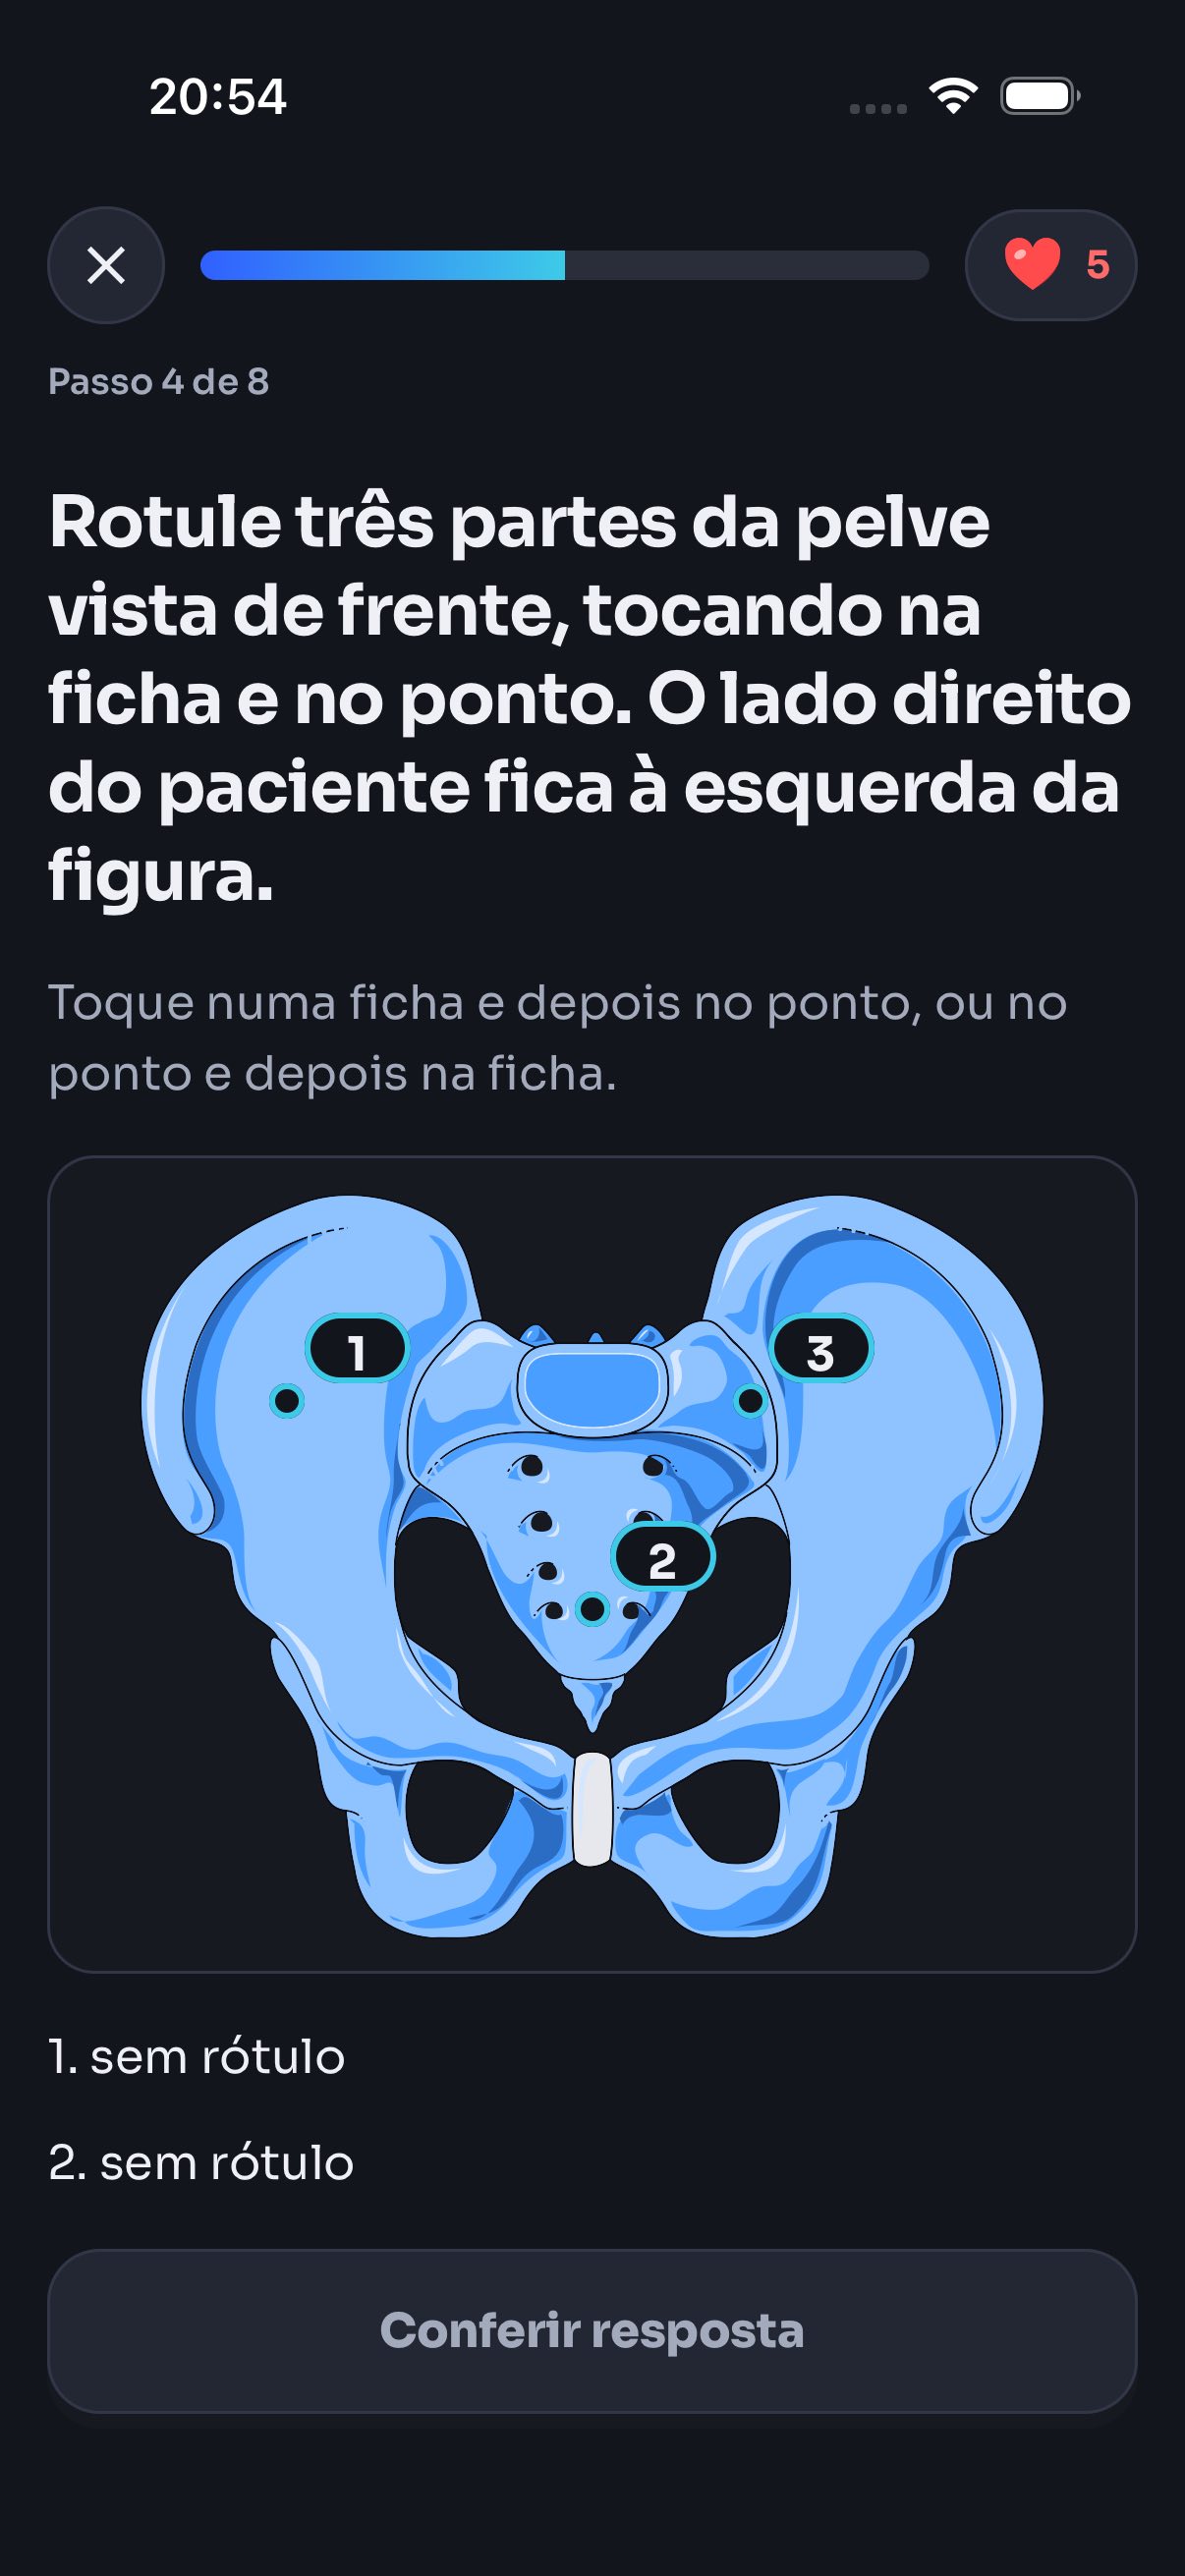 20:54
5
Passo 4 de 8
Rotule três partes da pelve
vista de frente, tocando na
ficha e no ponto. O lado direito
do paciente fica à esquerda da
figura.
Toque numa ficha e depois no ponto, ou no
ponto e depois na ficha.
1
3
2
1. sem rótulo
2. sem rótulo
Conferir resposta